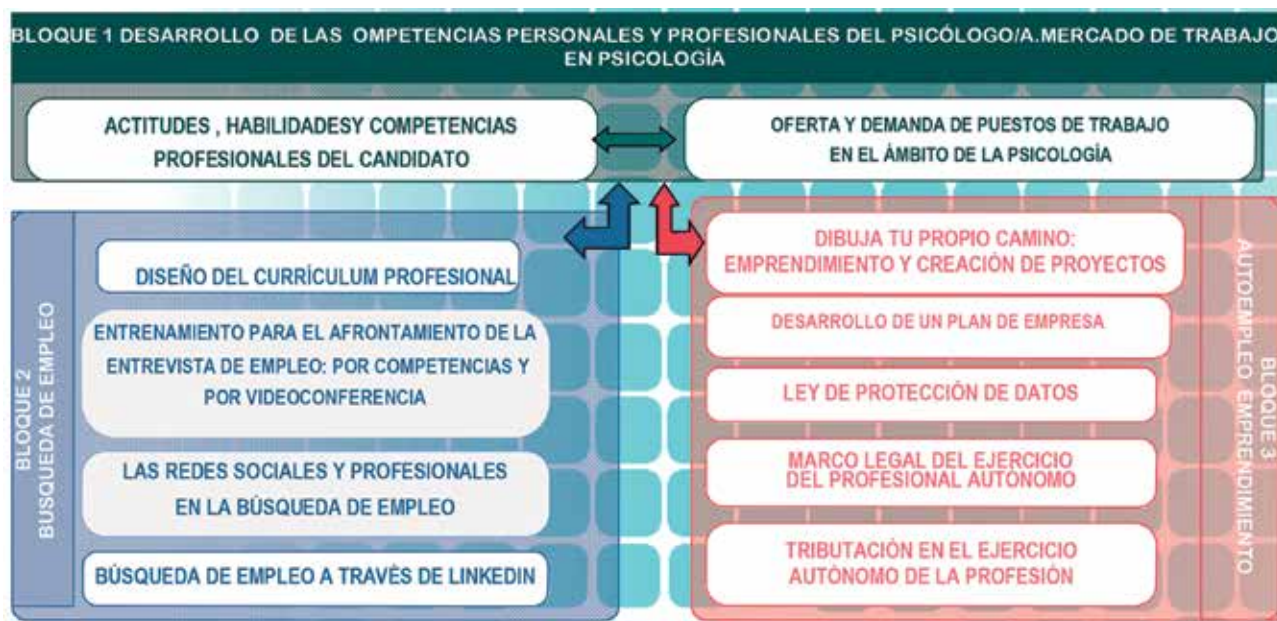 BLOQUE 1 DESARROLLO DE LAS OMPETENCIAS PERSONALES Y PROFESIONALES DEL PSICÓLOGO/A.MERCADO DE TRABAJO
EN PSICOLOGÍA
ACTITUDES , HABILIDADESY COMPETENCIAS
PROFESIONALES DEL CANDIDATO
OFERTA Y DEMANDA DE PUESTOS DE TRABAJO
EN EL ÁMBITO DE LA PSICOLOGÍA
BLOQUE 2
BUSQUEDA DE EMPLEO
DISEÑO DEL CURRÍCULUM PROFESIONAL
ENTRENAMIENTO PARA EL AFRONTAMIENTO DE LA
ENTREVISTA DE EMPLEO: POR COMPETENCIAS Y
POR VIDEOCONFERENCIA
LAS REDES SOCIALES Y PROFESIONALES
EN LA BÚSQUEDA DE EMPLEO
BÚSQUEDA DE EMPLEO A TRAVÉS DE LINKEDIN
BLOQUE 3
AUTOEMPLEO EMPRENDIMIENTO
DIBUJA TU PROPIO CAMINO:
EMPRENDIMIENTO Y CREACIÓN DE PROYECTOS
DESARROLLO DE UN PLAN DE EMPRESA
LEY DE PROTECCIÓN DE DATOS
MARCO LEGAL DEL EJERCICIO
DEL PROFESIONAL AUTÓNOMO
TRIBUTACIÓN EN EL EJERCICIO
AUTÓNOMO DE LA PROFESIÓN